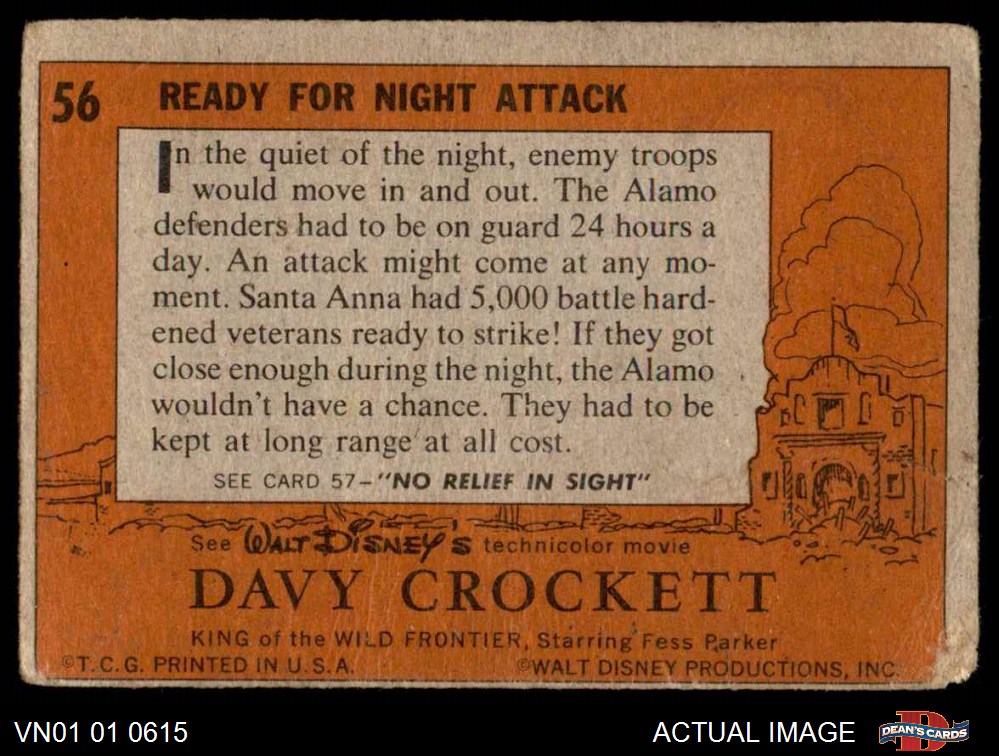 56 READY FOR NIGHT ATTACK
In the quiet of the night, enemy troops
would move in and out. The Alamo
defenders had to be on guard 24 hours a
day. An attack might come at any mo-
ment. Santa Anna had 5,000 battle hard-
ened veterans ready to strike! If they got
close enough during the night, the Alamo
wouldn't have a chance. They had to be
kept at long range at all cost.
SEE CARD 57–"NO RELIEF IN SIGHT"
See WALT DISNEY'S technicolor movie
DAVY CROCKETT
KING of the WILD FRONTIER, Starring Fess Parker
©T.C.G. PRINTED IN U.S.A. ©WALT DISNEY PRODUCTIONS, INC.
VN01 01 0615 ACTUAL IMAGE D DEAN'S CARDS